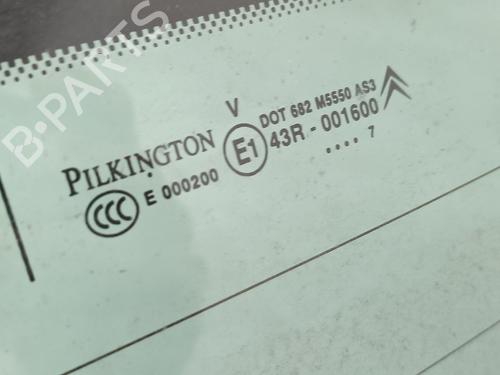 B-PARTS
V
PILKINGTON
E1
DOT 682 M5550 AS3
43R - 001600
CCC
E 000200
.... 7